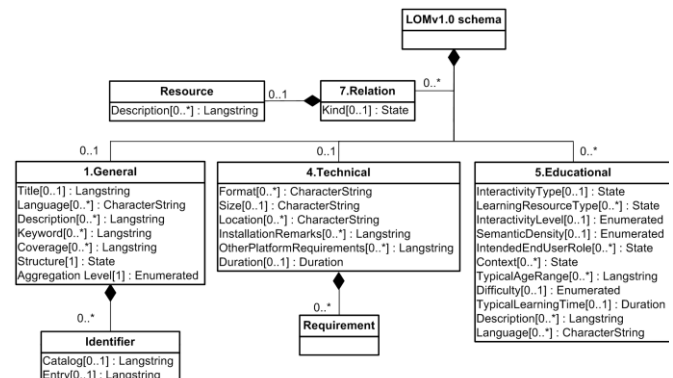 LOMv1.0 schema
0..*
Resource
Description[0..*] : Langstring
0..1
7.Relation
Kind[0..1] : State
0..1
0..1
0..*
1.General
Title[0..1] : Langstring
Language[0..*] : CharacterString
Description[0..*] : Langstring
Keyword[0..*] : Langstring
Coverage[0..*] : Langstring
Structure[1] : State
Aggregation Level[1] : Enumerated
4.Technical
Format[0..*] : CharacterString
Size[0..1] : CharacterString
Location[0..*] : CharacterString
InstallationRemarks[0..*] : Langstring
OtherPlatformRequirements[0..*] : Langstring
Duration[0..1] : Duration
5.Educational
InteractivityType[0..1] : State
LearningResourceType[0..*] : State
InteractivityLevel[0..1] : Enumerated
SemanticDensity[0..1] : Enumerated
IntendedEndUserRole[0..*] : State
Context[0..*] : State
TypicalAgeRange[0..*] : Langstring
Difficulty[0..1] : Enumerated
TypicalLearningTime[0..1] : Duration
Description[0..*] : Langstring
Language[0..*] : CharacterString
0..*
Identifier
Catalog[0..1] : Langstring
Entry[0..1] : Langstring
0..*
Requirement